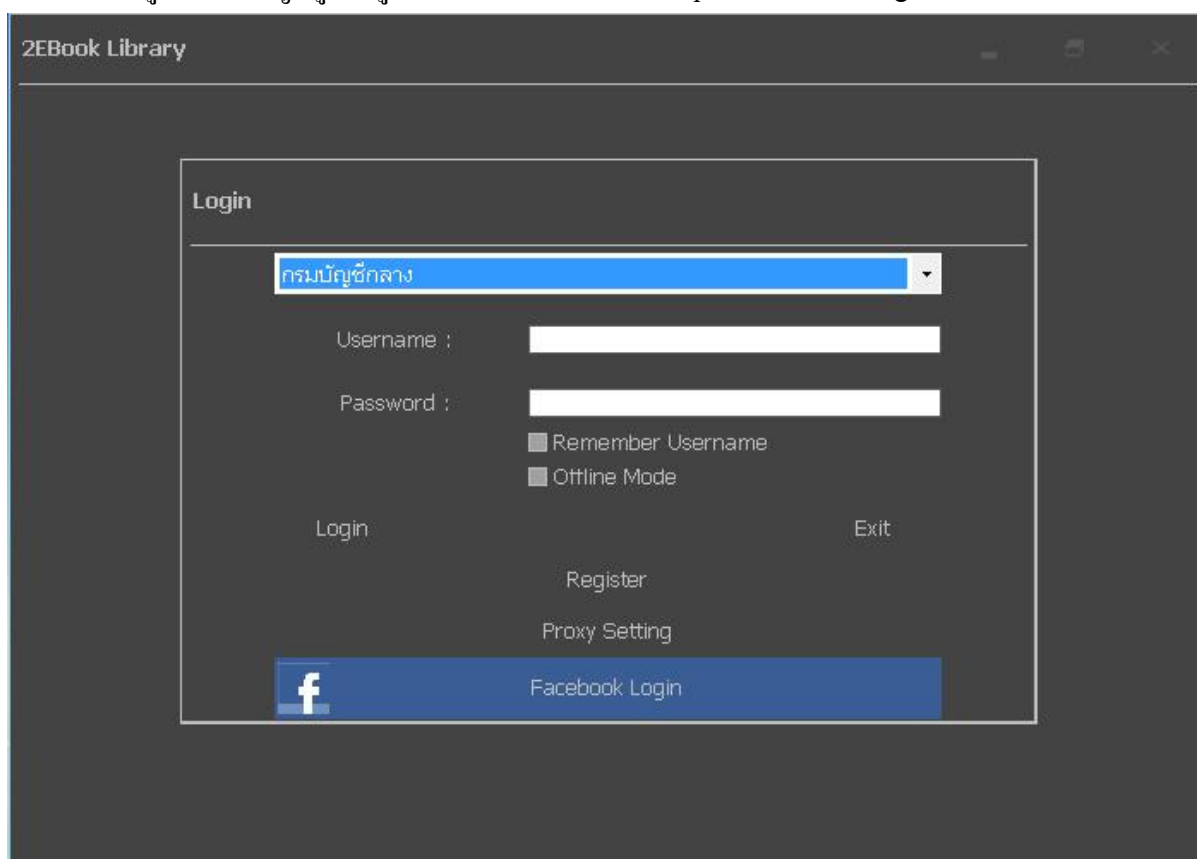 2EBook Library
Login
กรมบัญชีกลาง
Username :
Password :
Remember Username
Offline Mode
Login Exit
Register
Proxy Setting
f Facebook Login